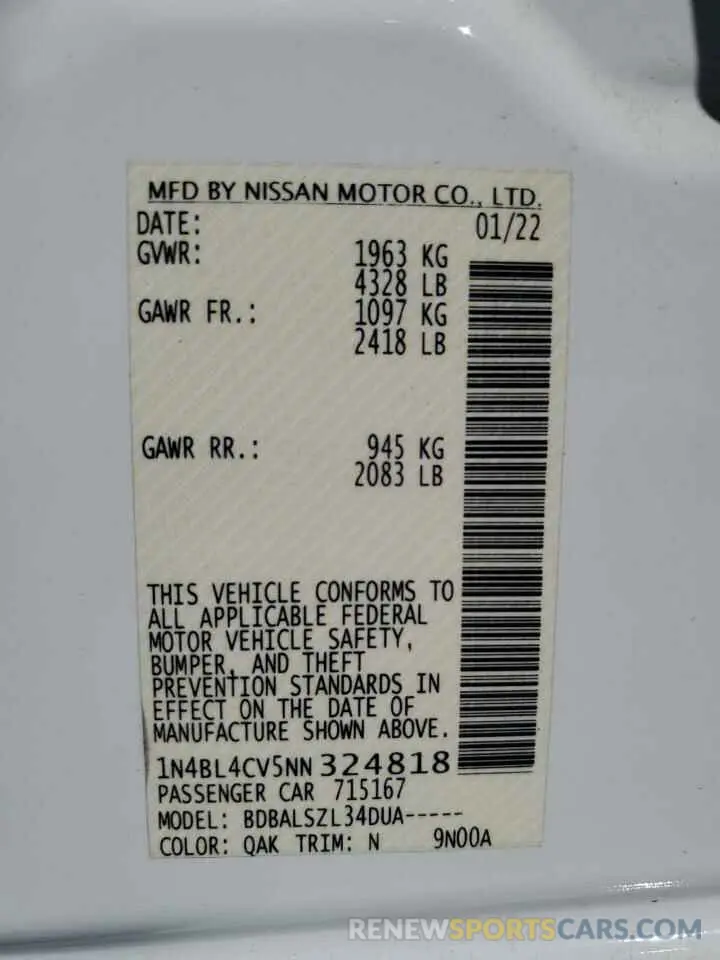 MFD BY NISSAN MOTOR CO., LTD.
DATE: 01/22
GVWR: 1963 KG
4328 LB
GAWR FR.: 1097 KG
2418 LB
GAWR RR.: 945 KG
2083 LB
THIS VEHICLE CONFORMS TO
ALL APPLICABLE FEDERAL
MOTOR VEHICLE SAFETY,
BUMPER, AND THEFT
PREVENTION STANDARDS IN
EFFECT ON THE DATE OF
MANUFACTURE SHOWN ABOVE.
1N4BL4CV5NN 324818
PASSENGER CAR 715167
MODEL: BDBALSZL34DUA-----
COLOR: QAK TRIM: N 9N00A
RENEWSPORTSCARS.COM